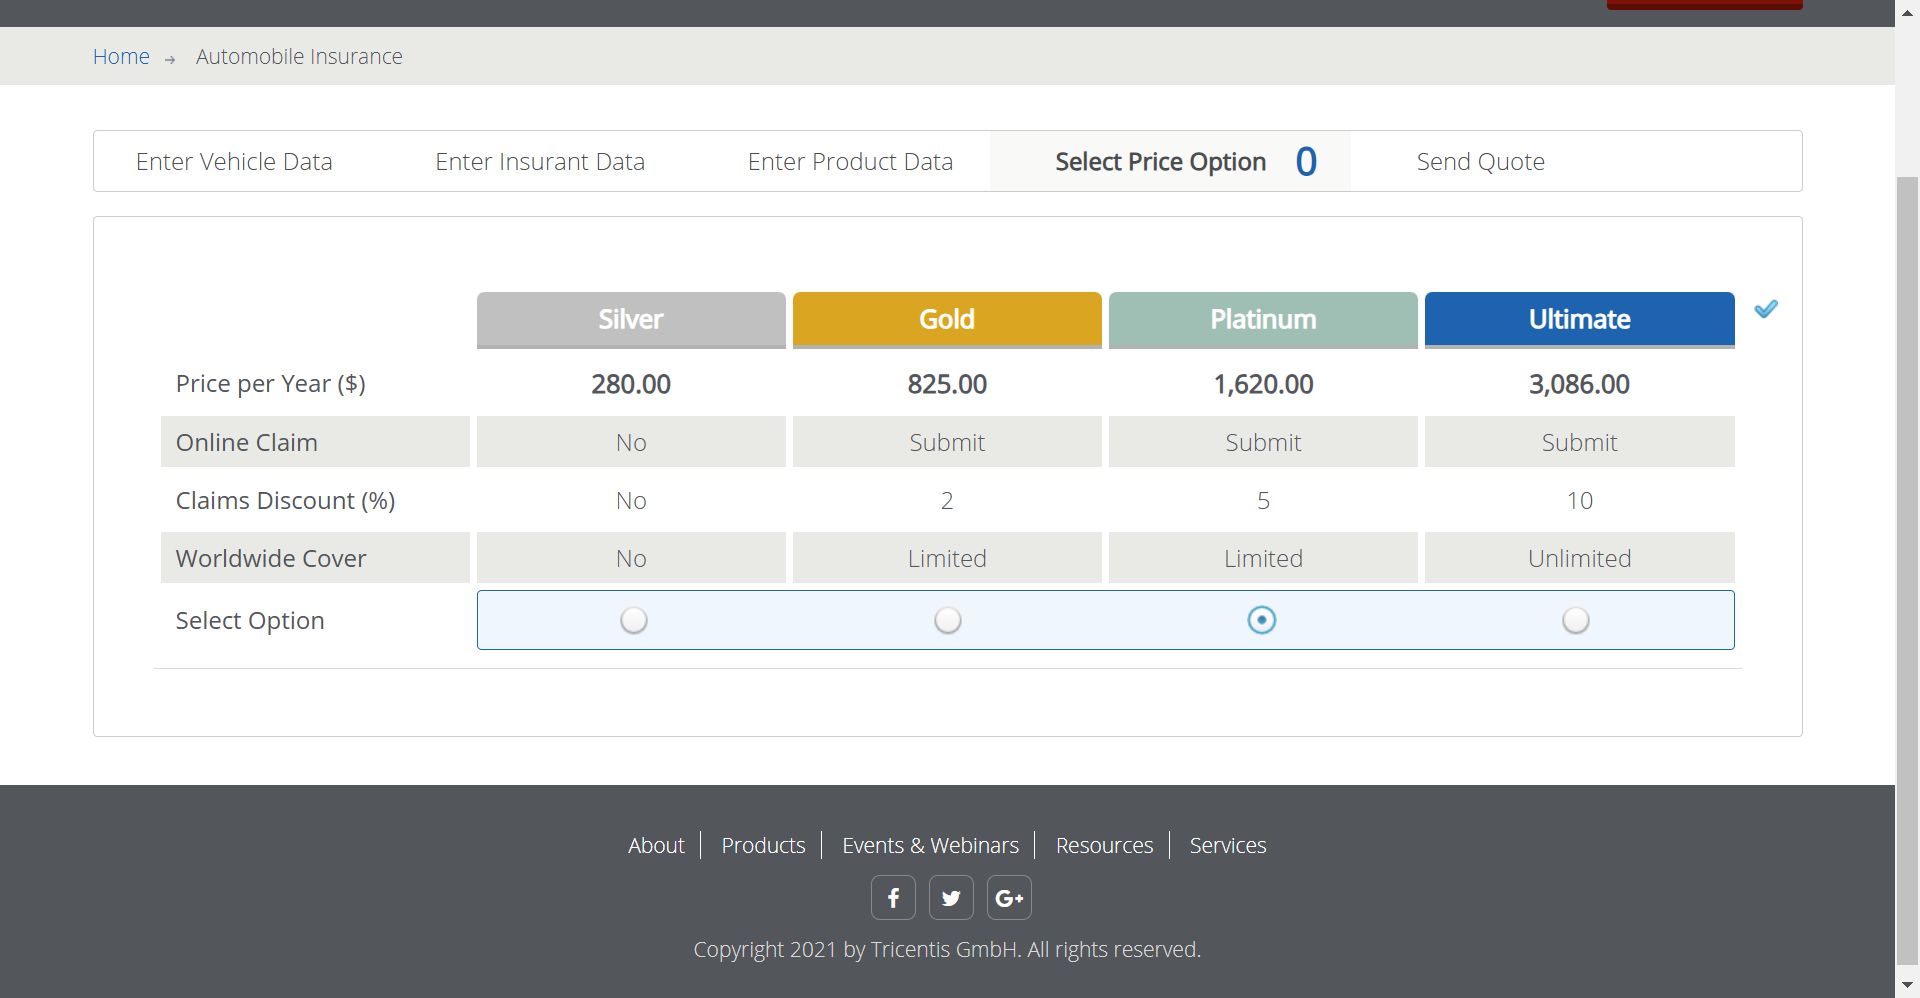 Home → Automobile Insurance
Enter Vehicle Data Enter Insurant Data Enter Product Data Select Price Option 0 Send Quote
Silver Gold Platinum Ultimate
Price per Year ($) 280.00 825.00 1,620.00 3,086.00
Online Claim No Submit Submit Submit
Claims Discount (%) No 2 5 10
Worldwide Cover No Limited Limited Unlimited
Select Option
About Products Events & Webinars Resources Services
f G+
Copyright 2021 by Tricentis GmbH. All rights reserved.